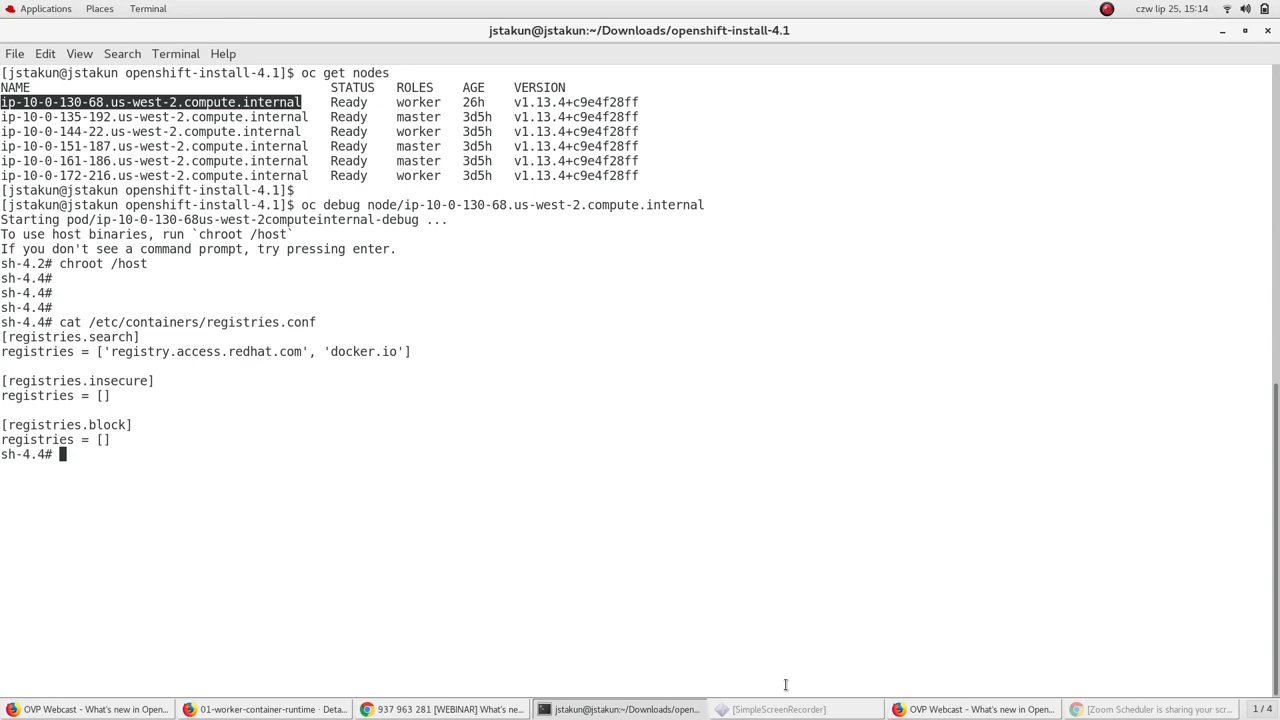 Applications Places Terminal czw lip 25, 15:14
jstakun@jstakun:~/Downloads/openshift-install-4.1
File Edit View Search Terminal Help
[jstakun@jstakun openshift-install-4.1]$ oc get nodes
NAME STATUS ROLES AGE VERSION
ip-10-0-130-68.us-west-2.compute.internal Ready worker 26h v1.13.4+c9e4f28ff
ip-10-0-135-192.us-west-2.compute.internal Ready master 3d5h v1.13.4+c9e4f28ff
ip-10-0-144-22.us-west-2.compute.internal Ready worker 3d5h v1.13.4+c9e4f28ff
ip-10-0-151-187.us-west-2.compute.internal Ready master 3d5h v1.13.4+c9e4f28ff
ip-10-0-161-186.us-west-2.compute.internal Ready master 3d5h v1.13.4+c9e4f28ff
ip-10-0-172-216.us-west-2.compute.internal Ready worker 3d5h v1.13.4+c9e4f28ff
[jstakun@jstakun openshift-install-4.1]$
[jstakun@jstakun openshift-install-4.1]$ oc debug node/ip-10-0-130-68.us-west-2.compute.internal
Starting pod/ip-10-0-130-68us-west-2computeinternal-debug ...
To use host binaries, run `chroot /host`
If you don't see a command prompt, try pressing enter.
sh-4.2# chroot /host
sh-4.4#
sh-4.4#
sh-4.4#
sh-4.4# cat /etc/containers/registries.conf
[registries.search]
registries = ['registry.access.redhat.com', 'docker.io']
[registries.insecure]
registries = []
[registries.block]
registries = []
sh-4.4#
OVP Webcast - What's new in Open... 01-worker-container-runtime · Deta... 937 963 281 [WEBINAR] What's ne... jstakun@jstakun:~/Downloads/open... [SimpleScreenRecorder] OVP Webcast - What's new in Open... [Zoom Scheduler is sharing your scr... 1 / 4